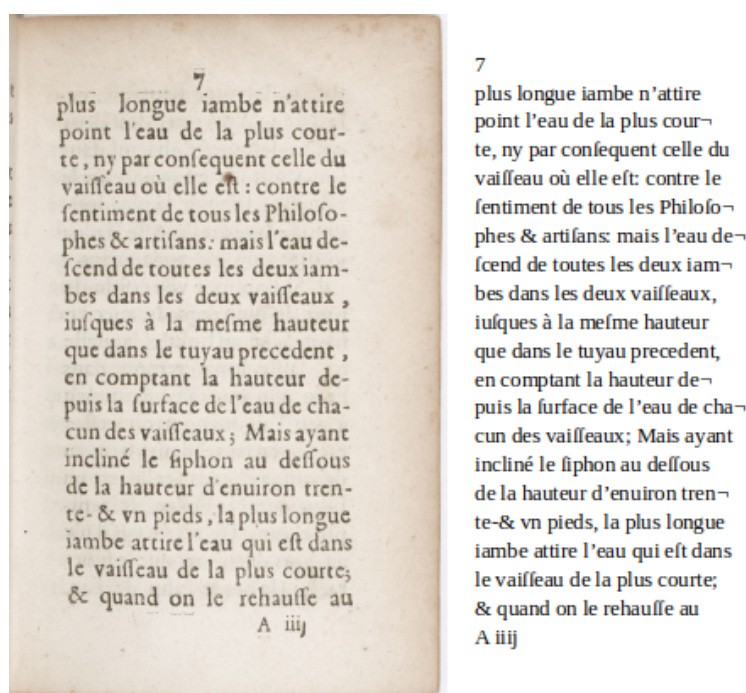 7
plus longue iambe n'attire
point l'eau de la plus cour-
te, ny par conſequent celle du
vaiſſeau où elle eſt : contre le
ſentiment de tous les Philoſo-
phes & artiſans: mais l'eau de-
ſcend de toutes les deux iam-
bes dans les deux vaiſſeaux ,
iuſques à la meſme hauteur
que dans le tuyau precedent ,
en comptant la hauteur de-
puis la ſurface de l'eau de cha-
cun des vaiſſeaux; Mais ayant
incliné le ſiphon au deſſous
de la hauteur d'enuiron tren-
te-& vn pieds, la plus longue
iambe attire l'eau qui eſt dans
le vaiſſeau de la plus courte;
& quand on le rehauſſe au
A iiij
7
plus longue iambe n’attire
point l’eau de la plus cour¬
te, ny par conſequent celle du
vaiſſeau où elle eſt: contre le
ſentiment de tous les Philoſo¬
phes & artiſans: mais l’eau de¬
ſcend de toutes les deux iam¬
bes dans les deux vaiſſeaux,
iuſques à la meſme hauteur
que dans le tuyau precedent,
en comptant la hauteur de¬
puis la ſurface de l’eau de cha¬
cun des vaiſſeaux; Mais ayant
incliné le ſiphon au deſſous
de la hauteur d’enuiron tren¬
te-& vn pieds, la plus longue
iambe attire l’eau qui eſt dans
le vaiſſeau de la plus courte;
& quand on le rehauſſe au
A iiij